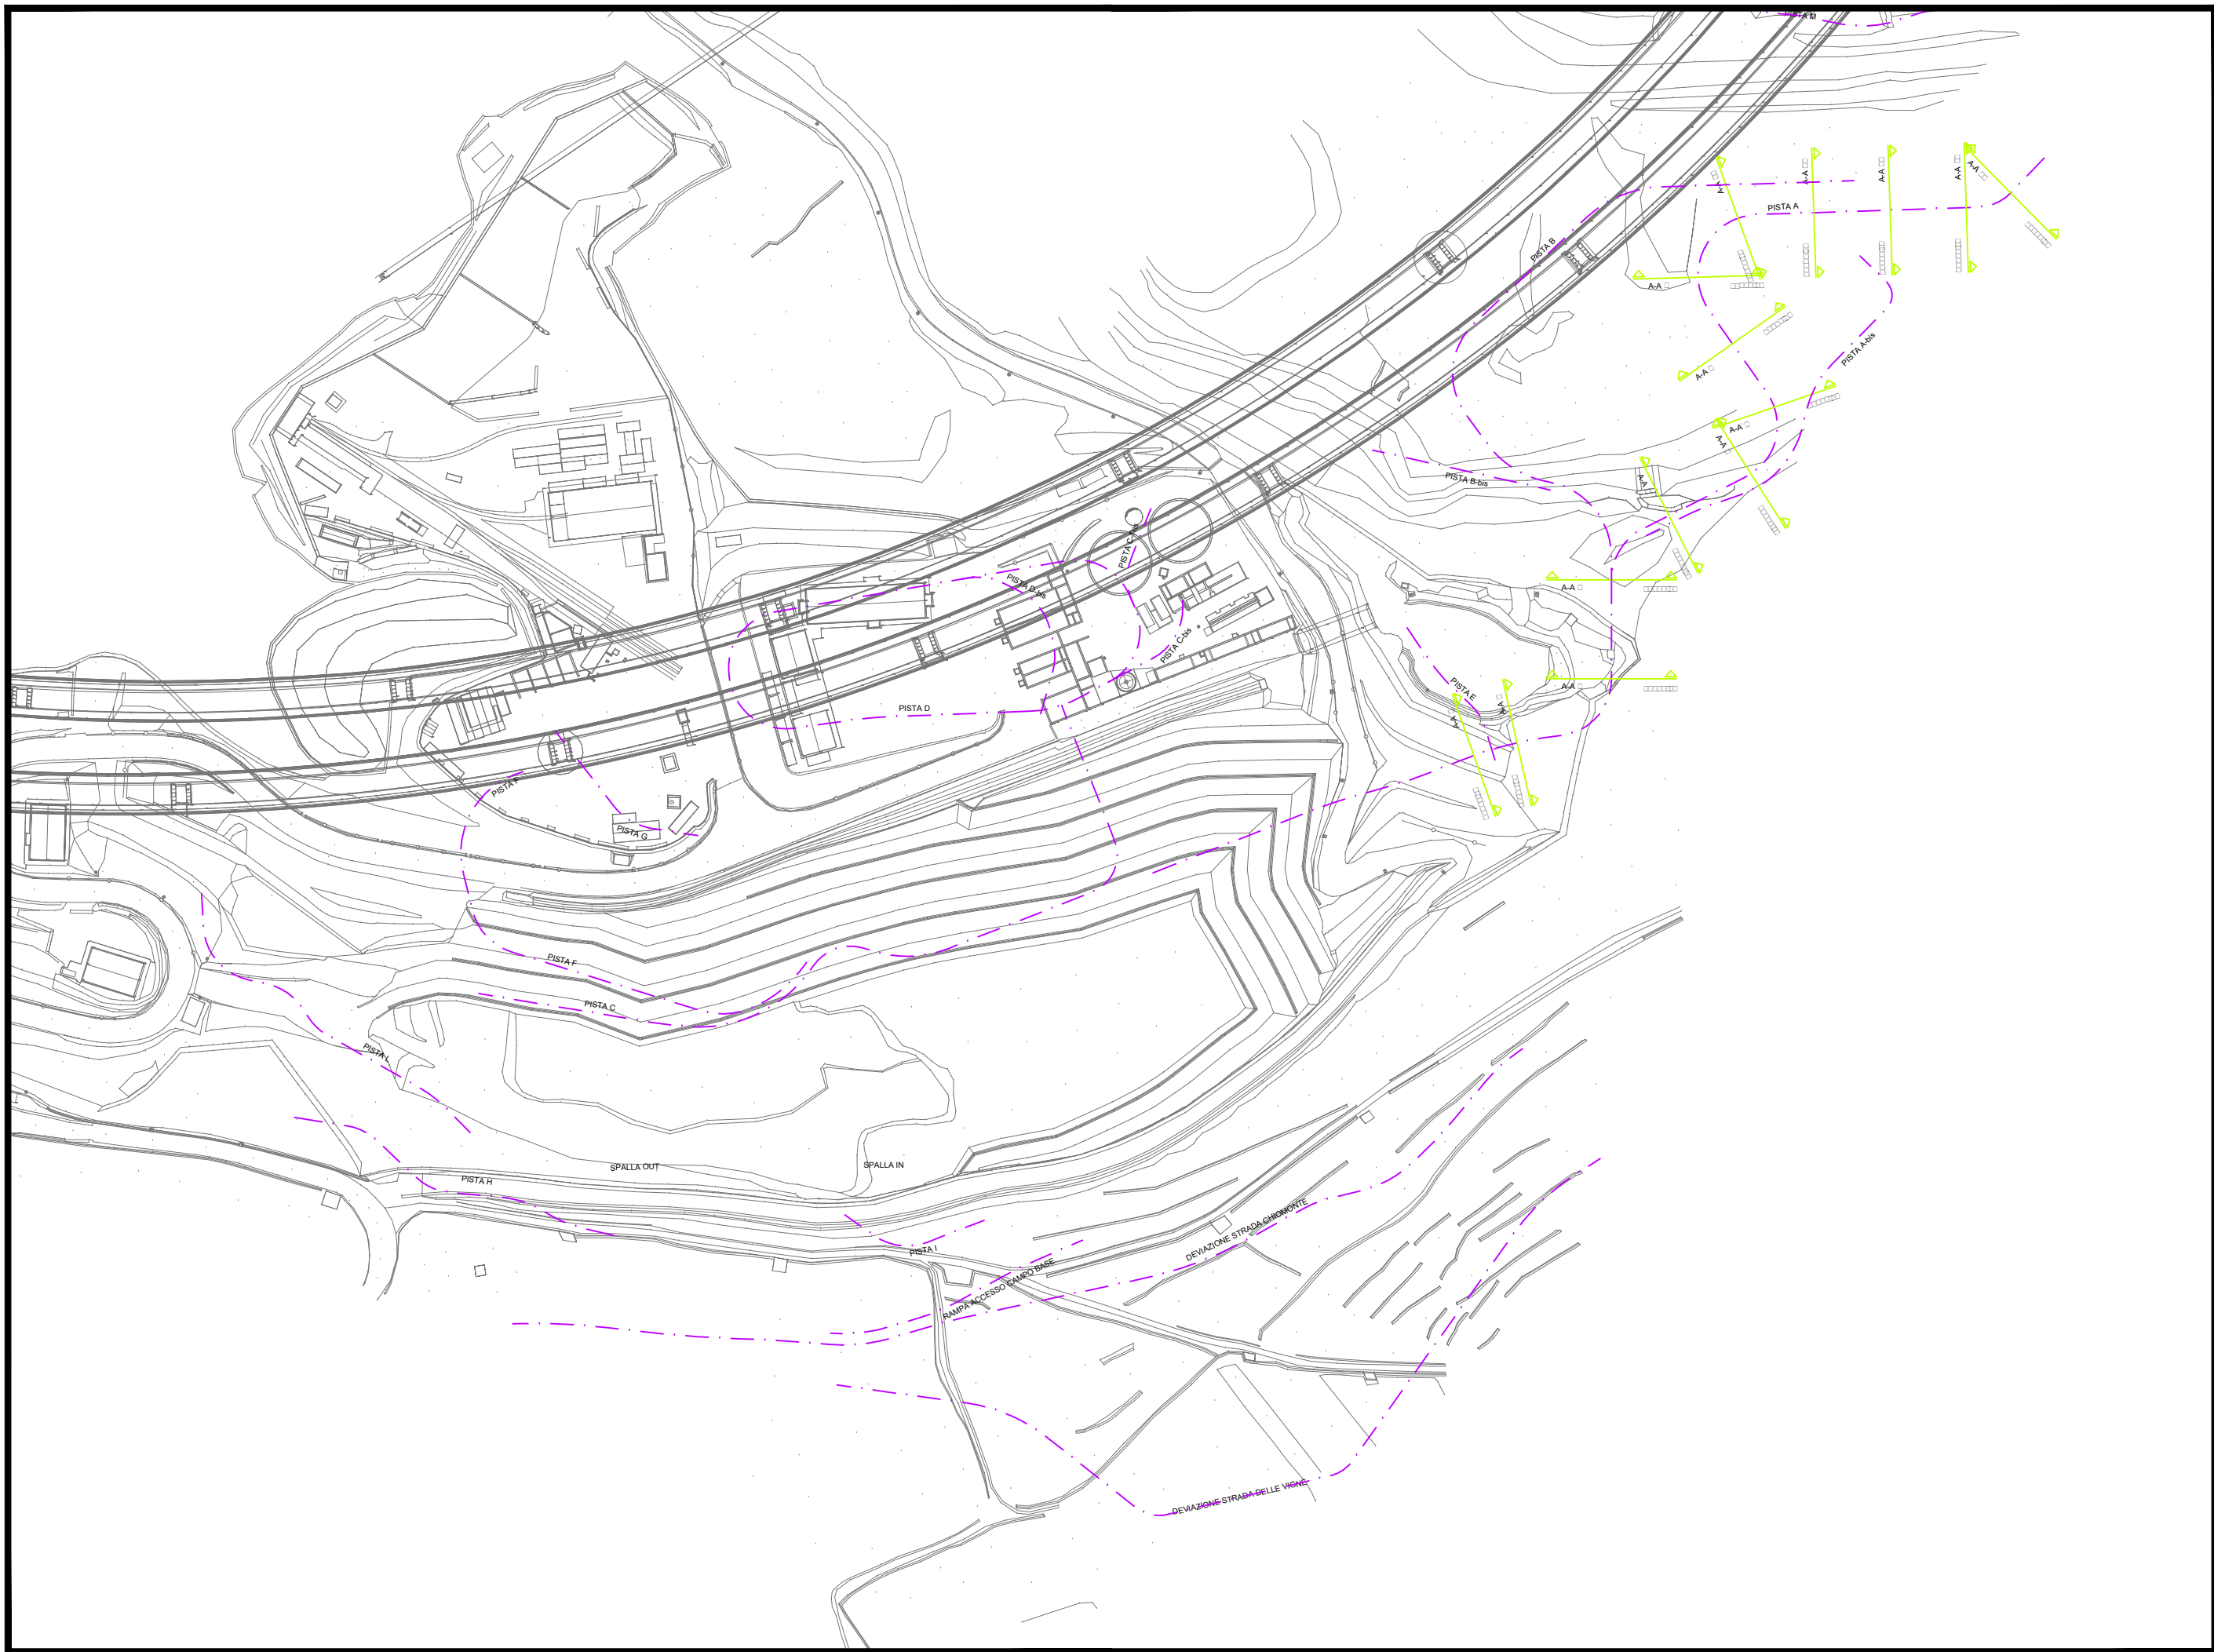 PISTA M
A-A
A-A
A-A
A-A
A-A
PISTA A
PISTA B
A-A
PISTA A-bis
A-A
A-A
A-A
PISTA B-bis
A-A
PISTA D-bis
A-A
PISTA C-bis
PISTA E
A-A
A-A
A-A
PISTA D
PISTA F
PISTA G
PISTA F
PISTA C
PISTA L
SPALLA OUT
SPALLA IN
PISTA H
PISTA I
DEVIAZIONE STRADA CHIOMONTE
RAMPA ACCESSO CAMPO BASE
DEVIAZIONE STRADA DELLE VIGNE